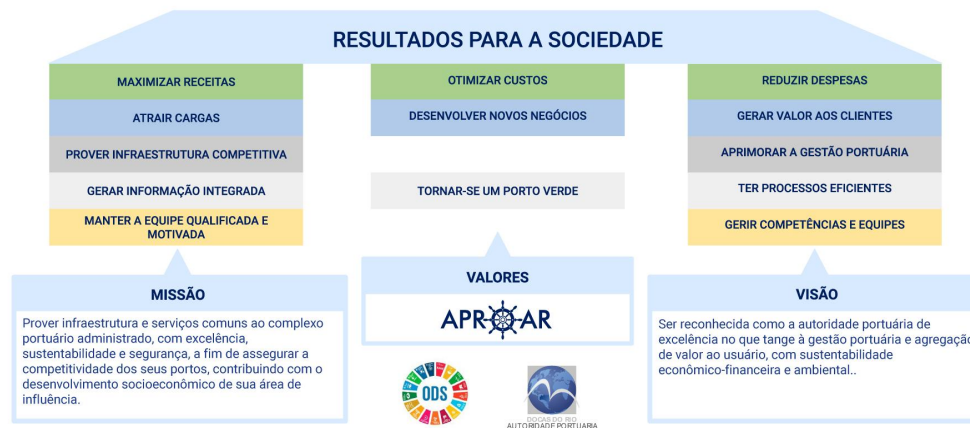 RESULTADOS PARA A SOCIEDADE
MAXIMIZAR RECEITAS
OTIMIZAR CUSTOS
REDUZIR DESPESAS
ATRAIR CARGAS
DESENVOLVER NOVOS NEGÓCIOS
GERAR VALOR AOS CLIENTES
PROVER INFRAESTRUTURA COMPETITIVA
APRIMORAR A GESTÃO PORTUÁRIA
GERAR INFORMAÇÃO INTEGRADA
TORNAR-SE UM PORTO VERDE
TER PROCESSOS EFICIENTES
MANTER A EQUIPE QUALIFICADA E
MOTIVADA
GERIR COMPETÊNCIAS E EQUIPES
MISSÃO
Prover infraestrutura e serviços comuns ao complexo
portuário administrado, com excelência,
sustentabilidade e segurança, a fim de assegurar a
competitividade dos seus portos, contribuindo com o
desenvolvimento socioeconômico de sua área de
influência.
VALORES
APROAR
ODS
DOCAS DO RIO
AUTORIDADE PORTUARIA
VISÃO
Ser reconhecida como a autoridade portuária de
excelência no que tange à gestão portuária e agregação
de valor ao usuário, com sustentabilidade
econômico-financeira e ambiental..